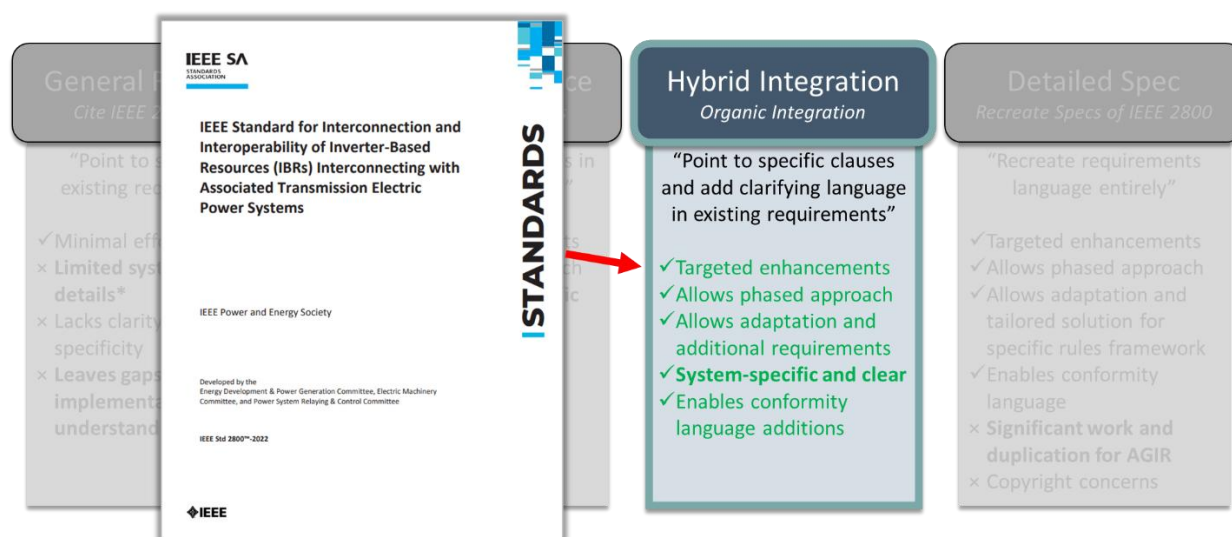 General
Cite IEEE 2
"Point to s
existing req
✓Minimal effo
× Limited syst
details*
× Lacks clarity
specificity
× Leaves gaps
implementa
understand
IEEE SA
STANDARDS
ASSOCIATION
IEEE Standard for Interconnection and
Interoperability of Inverter-Based
Resources (IBRs) Interconnecting with
Associated Transmission Electric
Power Systems
IEEE Power and Energy Society
Developed by the
Energy Development & Power Generation Committee, Electric Machinery
Committee, and Power System Relaying & Control Committee
IEEE Std 2800™-2022
IEEE
STANDARDS
Hybrid Integration
Organic Integration
“Point to specific clauses
and add clarifying language
in existing requirements”
✓Targeted enhancements
✓Allows phased approach
✓Allows adaptation and
additional requirements
✓System-specific and clear
✓Enables conformity
language additions
Detailed Spec
Recreate Specs of IEEE 2800
“Recreate requirements
language entirely”
✓Targeted enhancements
✓Allows phased approach
✓Allows adaptation and
tailored solution for
specific rules framework
✓Enables conformity
language
× Significant work and
duplication for AGIR
× Copyright concerns